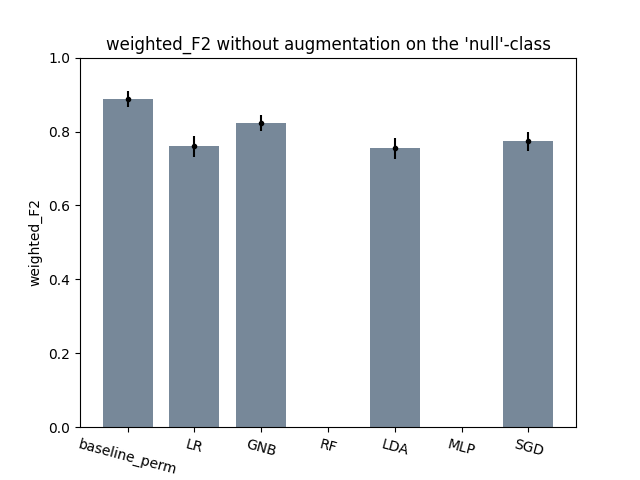 weighted_F2 without augmentation on the 'null'-class
weighted_F2
1.0
0.8
0.6
0.4
0.2
0.0
baseline_perm
LR
GNB
RF
LDA
MLP
SGD